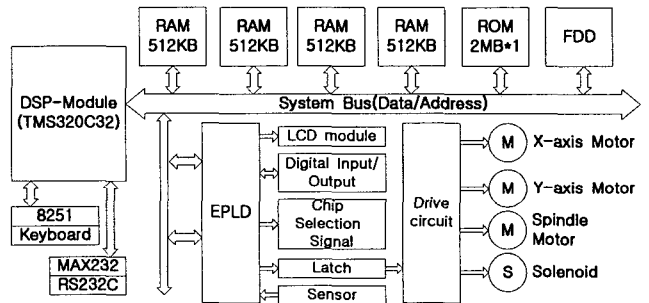 RAM
512KB
RAM
512KB
RAM
512KB
RAM
512KB
ROM
2MB*1
FDD
DSP-Module
(TMS320C32)
System Bus(Data/Address)
8251
Keyboard
MAX232
RS232C
EPLD
LCD module
Digital Input/
Output
Chip
Selection
Signal
Latch
Sensor
Drive
circuit
M
X-axis Motor
M
Y-axis Motor
M
Spindle
Motor
S
Solenoid